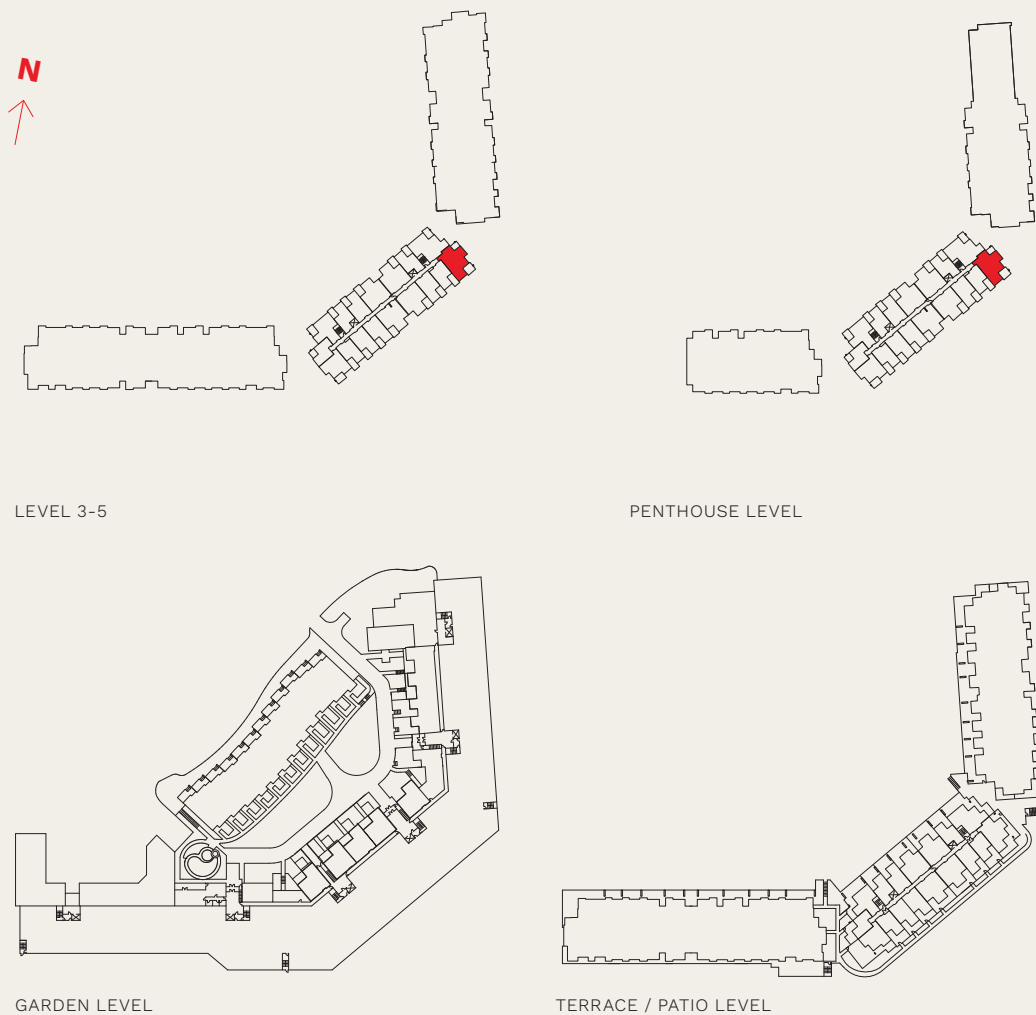 N
LEVEL 3-5
PENTHOUSE LEVEL
GARDEN LEVEL
TERRACE / PATIO LEVEL